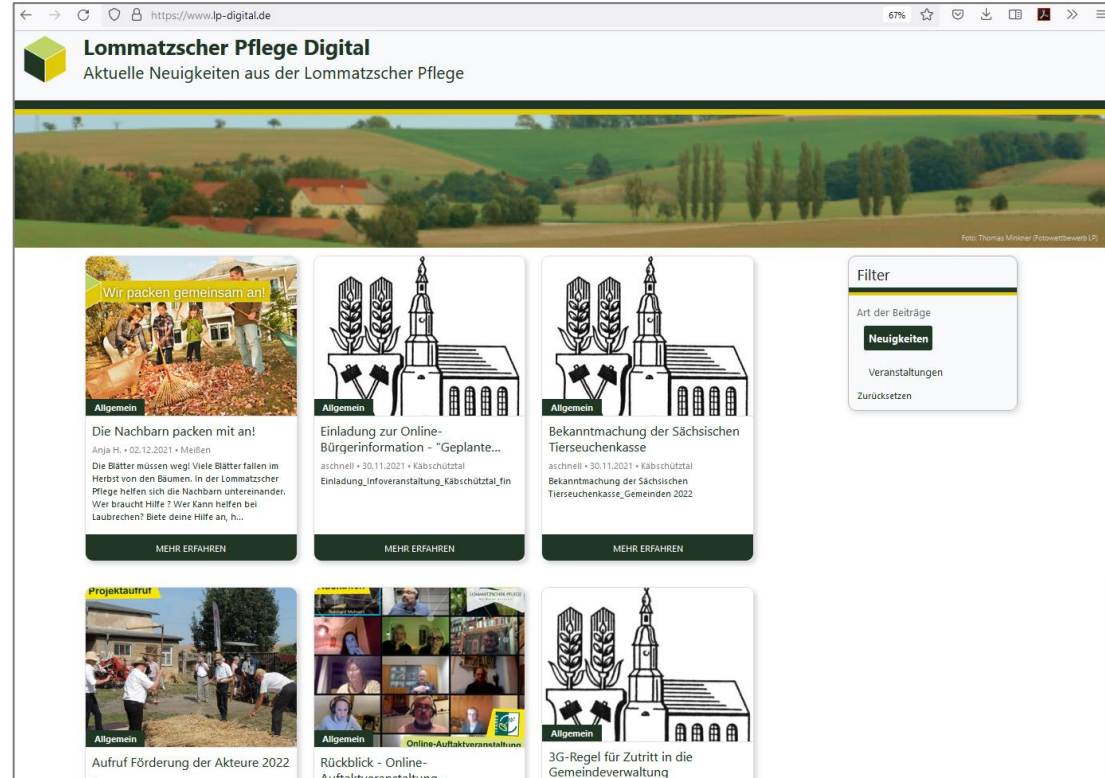 https://www.lp-digital.de
67%
Lommatzscher Pflege Digital
Aktuelle Neuigkeiten aus der Lommatzscher Pflege
Foto: Thomas Minkner (Fotowettbewerb LP)
Wir packen gemeinsam an!
Allgemein
Die Nachbarn packen mit an!
Anja H. • 02.12.2021 • Meißen
Die Blätter müssen weg! Viele Blätter fallen im
Herbst von den Bäumen. In der Lommatzscher
Pflege helfen sich die Nachbarn untereinander.
Wer braucht Hilfe ? Wer Kann helfen bei
Laubrechen? Biete deine Hilfe an, h...
MEHR ERFAHREN
Allgemein
Einladung zur Online-
Bürgerinformation - "Geplante...
aschnell • 30.11.2021 • Käbschütztal
Einladung_Infoveranstaltung_Käbschütztal_fin
MEHR ERFAHREN
Allgemein
Bekanntmachung der Sächsischen
Tierseuchenkasse
aschnell • 30.11.2021 • Käbschütztal
Bekanntmachung der Sächsischen
Tierseuchenkasse_Gemeinden 2022
MEHR ERFAHREN
Filter
Art der Beiträge
Neuigkeiten
Veranstaltungen
Zurücksetzen
Projektaufruf
Allgemein
Aufruf Förderung der Akteure 2022
LOMMATZSCHER PFLEGE
Online-Auftaktveranstaltung
Allgemein
Rückblick - Online-
Auftaktveranstaltung
Allgemein
3G-Regel für Zutritt in die
Gemeindeverwaltung